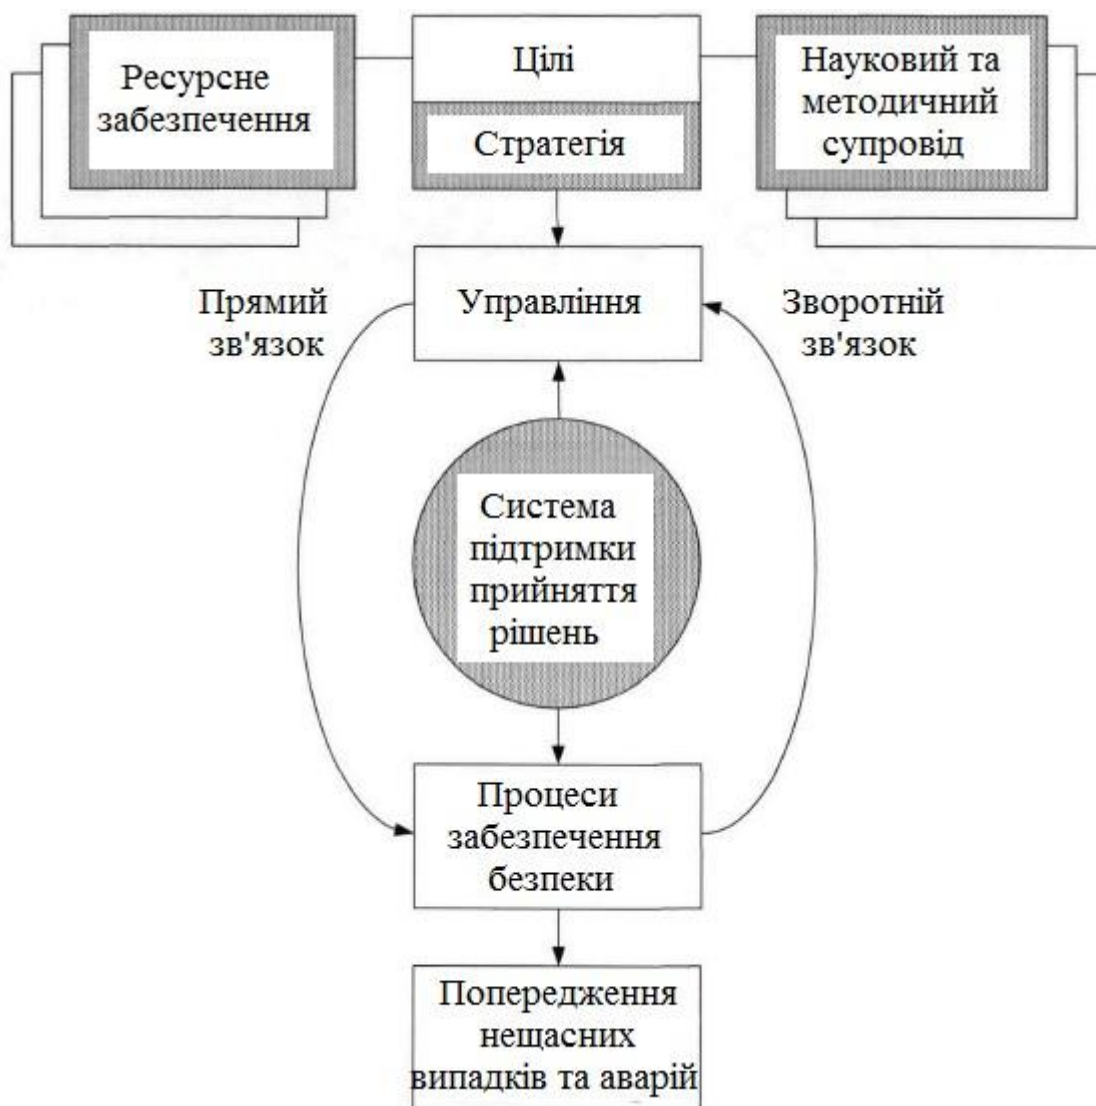 Ресурсне
забезпечення
Цілі
Стратегія
Науковий та
методичний
супровід
Прямий
зв'язок
Управління
Зворотній
зв'язок
Система
підтримки
прийняття
рішень
Процеси
забезпечення
безпеки
Попередження
нещасних
випадків та аварій